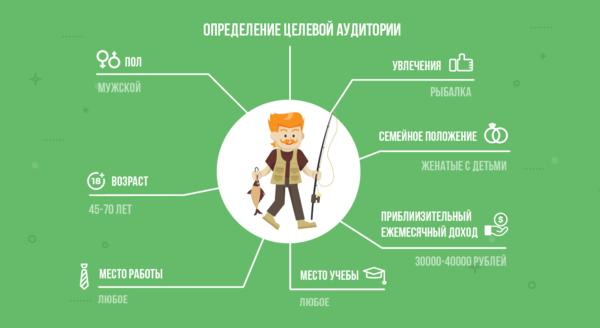 ОПРЕДЕЛЕНИЕ ЦЕЛЕВОЙ АУДИТОРИИ
ПОЛ
МУЖСКОЙ
УВЛЕЧЕНИЯ
РЫБАЛКА
СЕМЕЙНОЕ ПОЛОЖЕНИЕ
ЖЕНАТЫЕ С ДЕТЬМИ
18+
ВОЗРАСТ
45-70 ЛЕТ
ПРИБЛИИЗИТЕЛЬНЫЙ
ЕЖЕМЕСЯЧНЫЙ ДОХОД
$
30000-40000 РУБЛЕЙ
МЕСТО РАБОТЫ
ЛЮБОЕ
МЕСТО УЧЕБЫ
ЛЮБОЕ